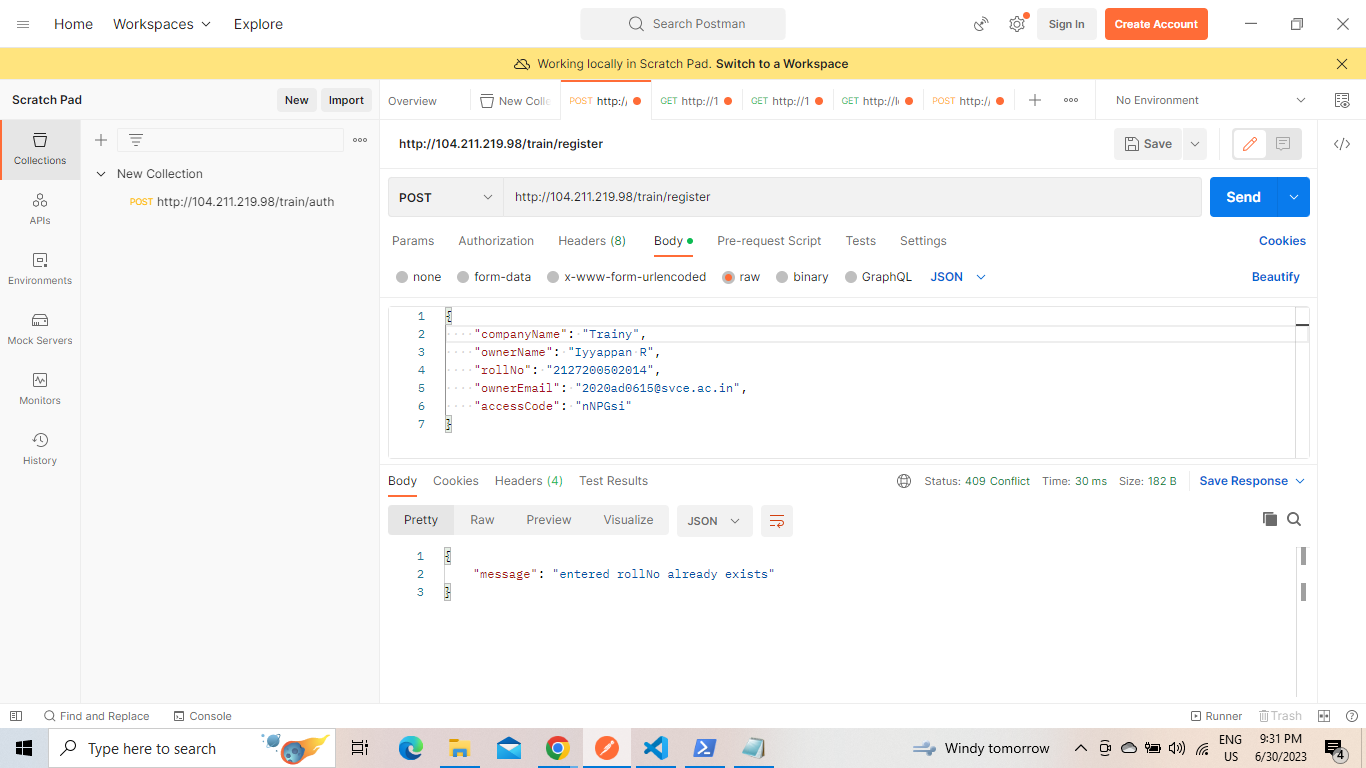 Home Workspaces Explore Search Postman Sign In Create Account
Working locally in Scratch Pad. Switch to a Workspace
Scratch Pad New Import Overview New Colle POST http:/ GET http://1 GET http://1 GET http://l POST http:/ No Environment
Collections
APIs
Environments
Mock Servers
Monitors
History
New Collection
POST http://104.211.219.98/train/auth
http://104.211.219.98/train/register Save
POST http://104.211.219.98/train/register Send
Params Authorization Headers (8) Body Pre-request Script Tests Settings Cookies
none form-data x-www-form-urlencoded raw binary GraphQL JSON Beautify
1 {
2 "companyName": "Trainy",
3 "ownerName": "Iyyappan R",
4 "rollNo": "2127200502014",
5 "ownerEmail": "2020ad0615@svce.ac.in",
6 "accessCode": "nNPGsi"
7 }
Body Cookies Headers (4) Test Results Status: 409 Conflict Time: 30 ms Size: 182 B Save Response
Pretty Raw Preview Visualize JSON
1 {
2 "message": "entered rollNo already exists"
3 }
Find and Replace Console Runner Trash
Type here to search Windy tomorrow ENG US 9:31 PM 6/30/2023 4